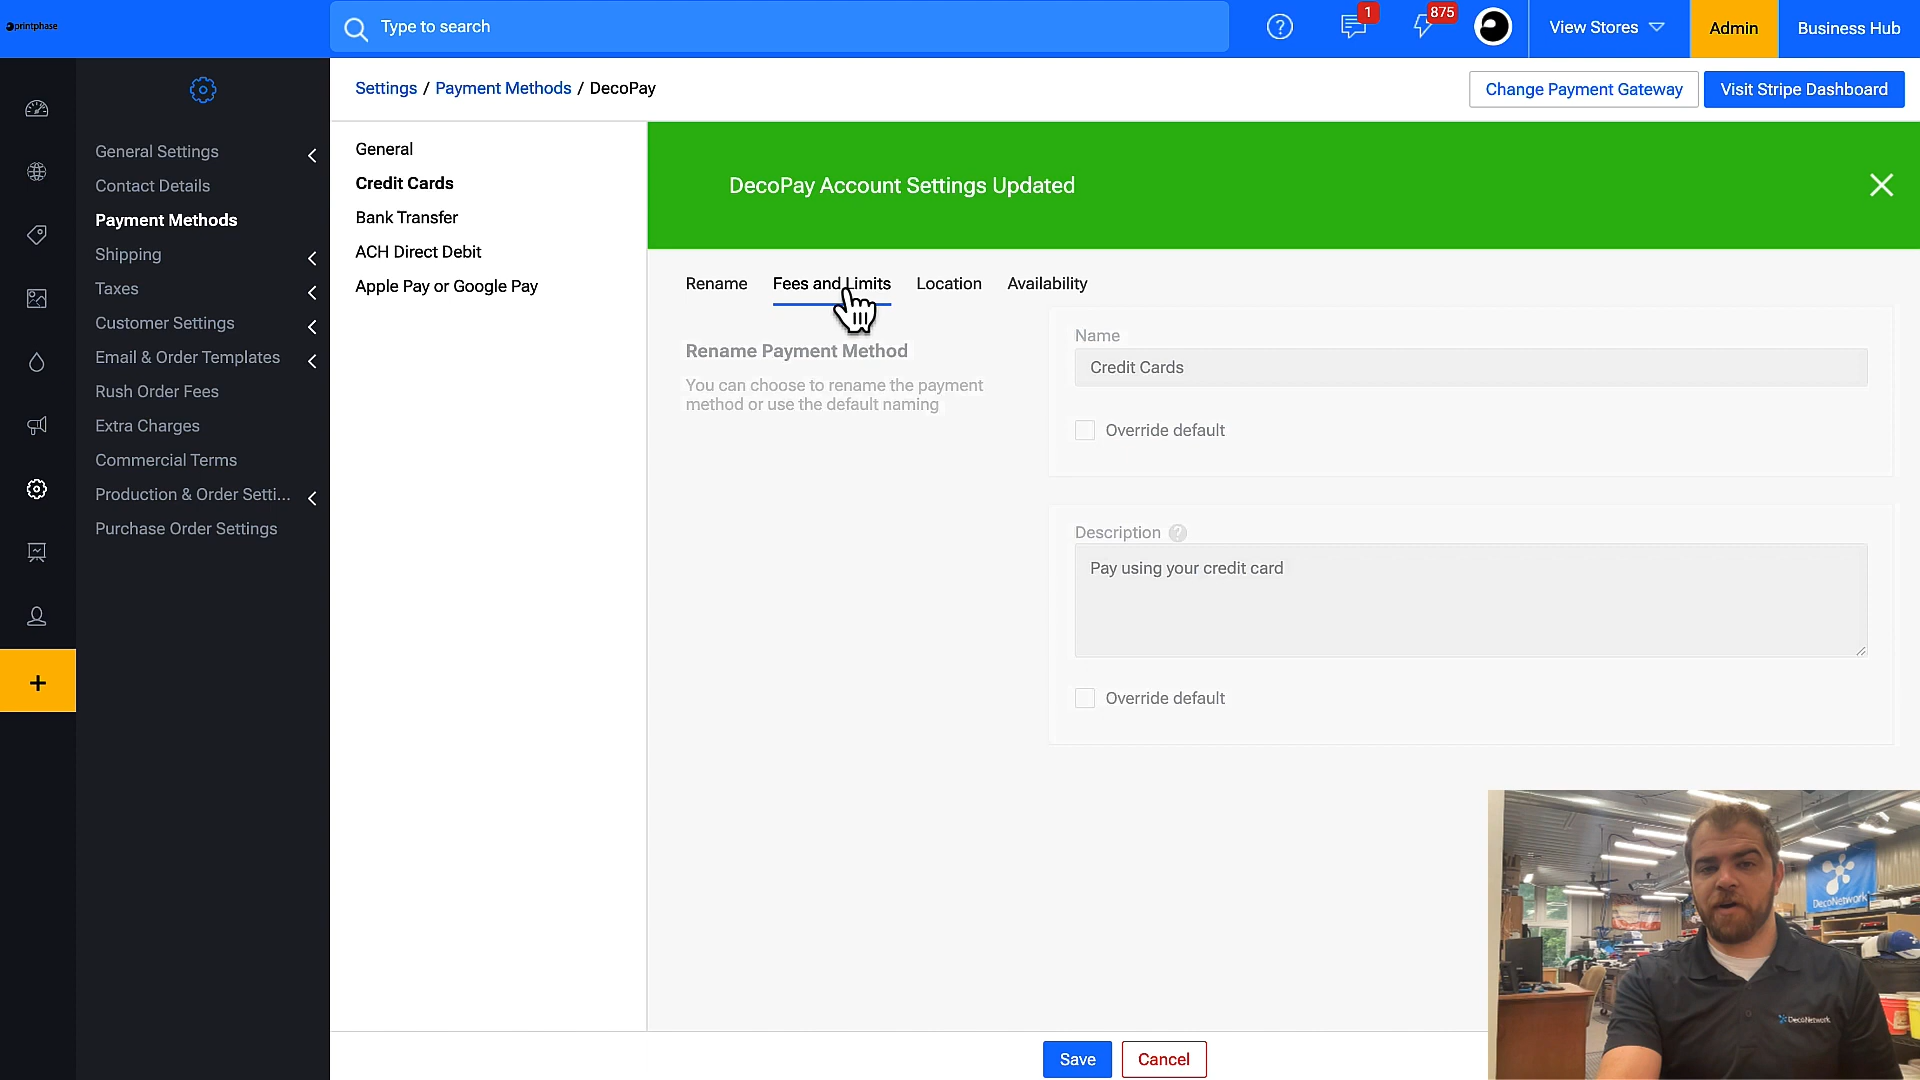 printphase
Type to search
1
875
View Stores
Admin
Business Hub
Settings / Payment Methods / DecoPay
Change Payment Gateway
Visit Stripe Dashboard
General Settings
Contact Details
Payment Methods
Shipping
Taxes
Customer Settings
Email & Order Templates
Rush Order Fees
Extra Charges
Commercial Terms
Production & Order Setti...
Purchase Order Settings
General
Credit Cards
Bank Transfer
ACH Direct Debit
Apple Pay or Google Pay
DecoPay Account Settings Updated
Rename
Fees and Limits
Location
Availability
Rename Payment Method
You can choose to rename the payment
method or use the default naming
Name
Credit Cards
Override default
Description
Pay using your credit card
Override default
Save
Cancel
DecoNetwork
DecoNetwork